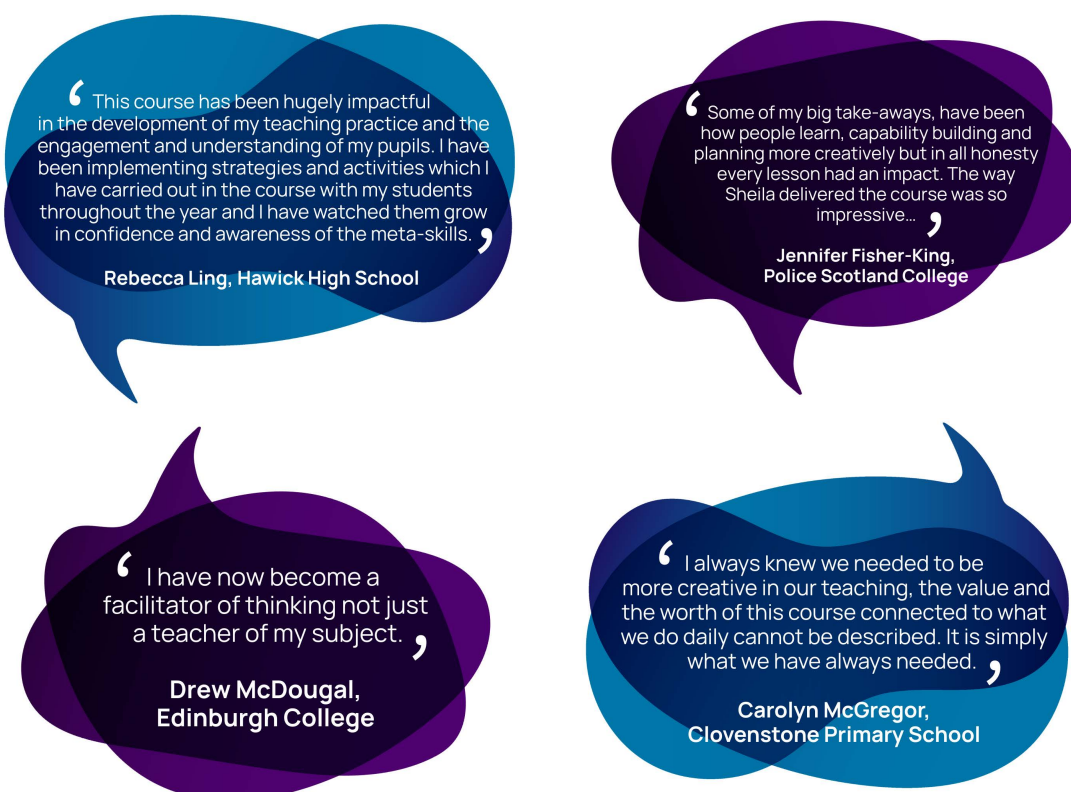 ‘ This course has been hugely impactful
in the development of my teaching practice and the
engagement and understanding of my pupils. I have
been implementing strategies and activities which I
have carried out in the course with my students
throughout the year and I have watched them grow
in confidence and awareness of the meta-skills. ’
Rebecca Ling, Hawick High School
‘ Some of my big take-aways, have been
how people learn, capability building and
planning more creatively but in all honesty
every lesson had an impact. The way
Sheila delivered the course was so
impressive... ’
Jennifer Fisher-King,
Police Scotland College
‘ I have now become a
facilitator of thinking not just
a teacher of my subject. ’
Drew McDougal,
Edinburgh College
‘ I always knew we needed to be
more creative in our teaching, the value and
the worth of this course connected to what
we do daily cannot be described. It is simply
what we have always needed. ’
Carolyn McGregor,
Clovenstone Primary School